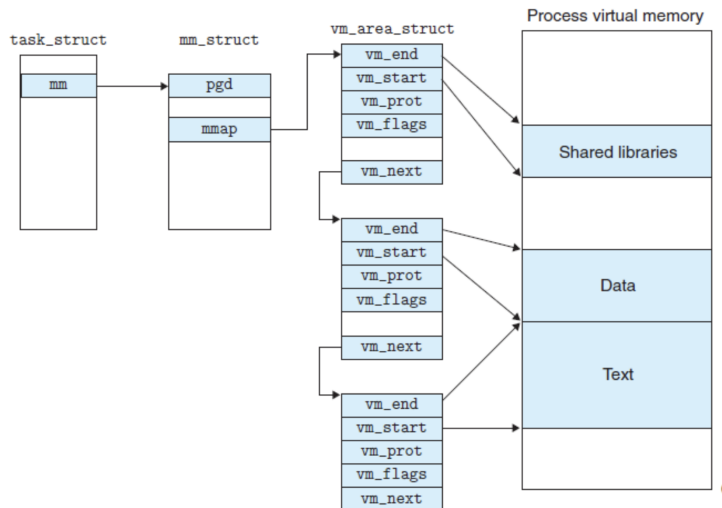 task_struct
mm
mm_struct
pgd
mmap
vm_area_struct
vm_end
vm_start
vm_prot
vm_flags
vm_next
vm_end
vm_start
vm_prot
vm_flags
vm_next
vm_end
vm_start
vm_prot
vm_flags
vm_next
Process virtual memory
Shared libraries
Data
Text